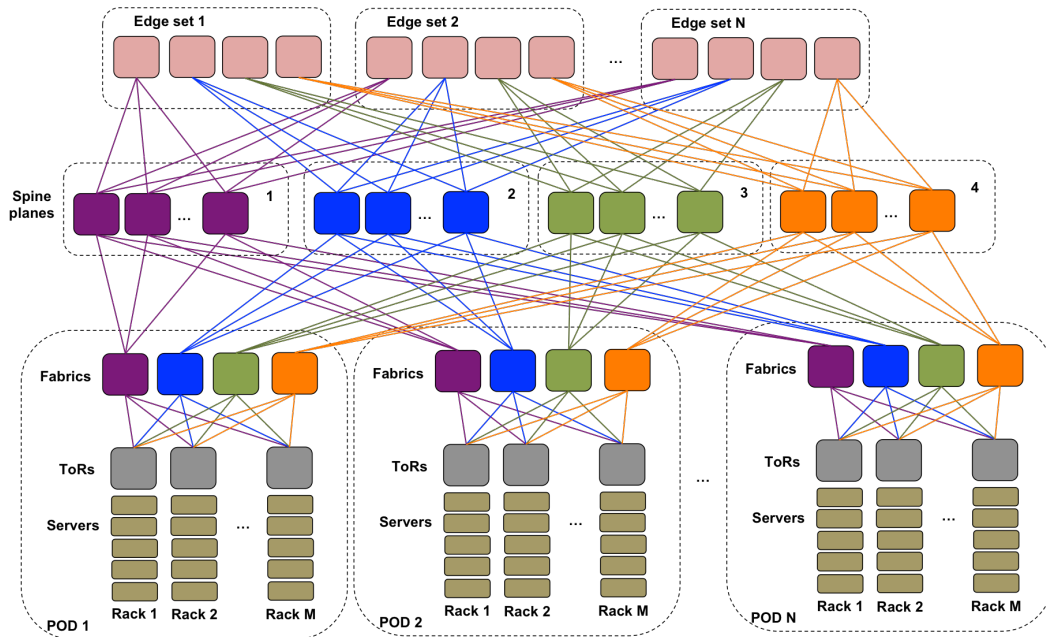 Edge set 1
Edge set 2
Edge set N
...
Spine
planes
1
2
3
4
...
...
...
...
Fabrics
Fabrics
Fabrics
ToRs
ToRs
ToRs
...
Servers
Servers
Servers
...
...
...
Rack 1 Rack 2 Rack M
Rack 1 Rack 2 Rack M
Rack 1 Rack 2 Rack M
POD 1
POD 2
POD N